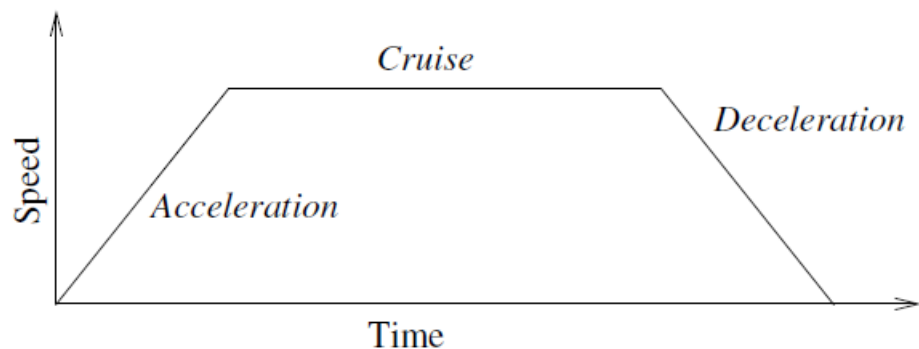 Cruise
Deceleration
Speed
Acceleration
Time